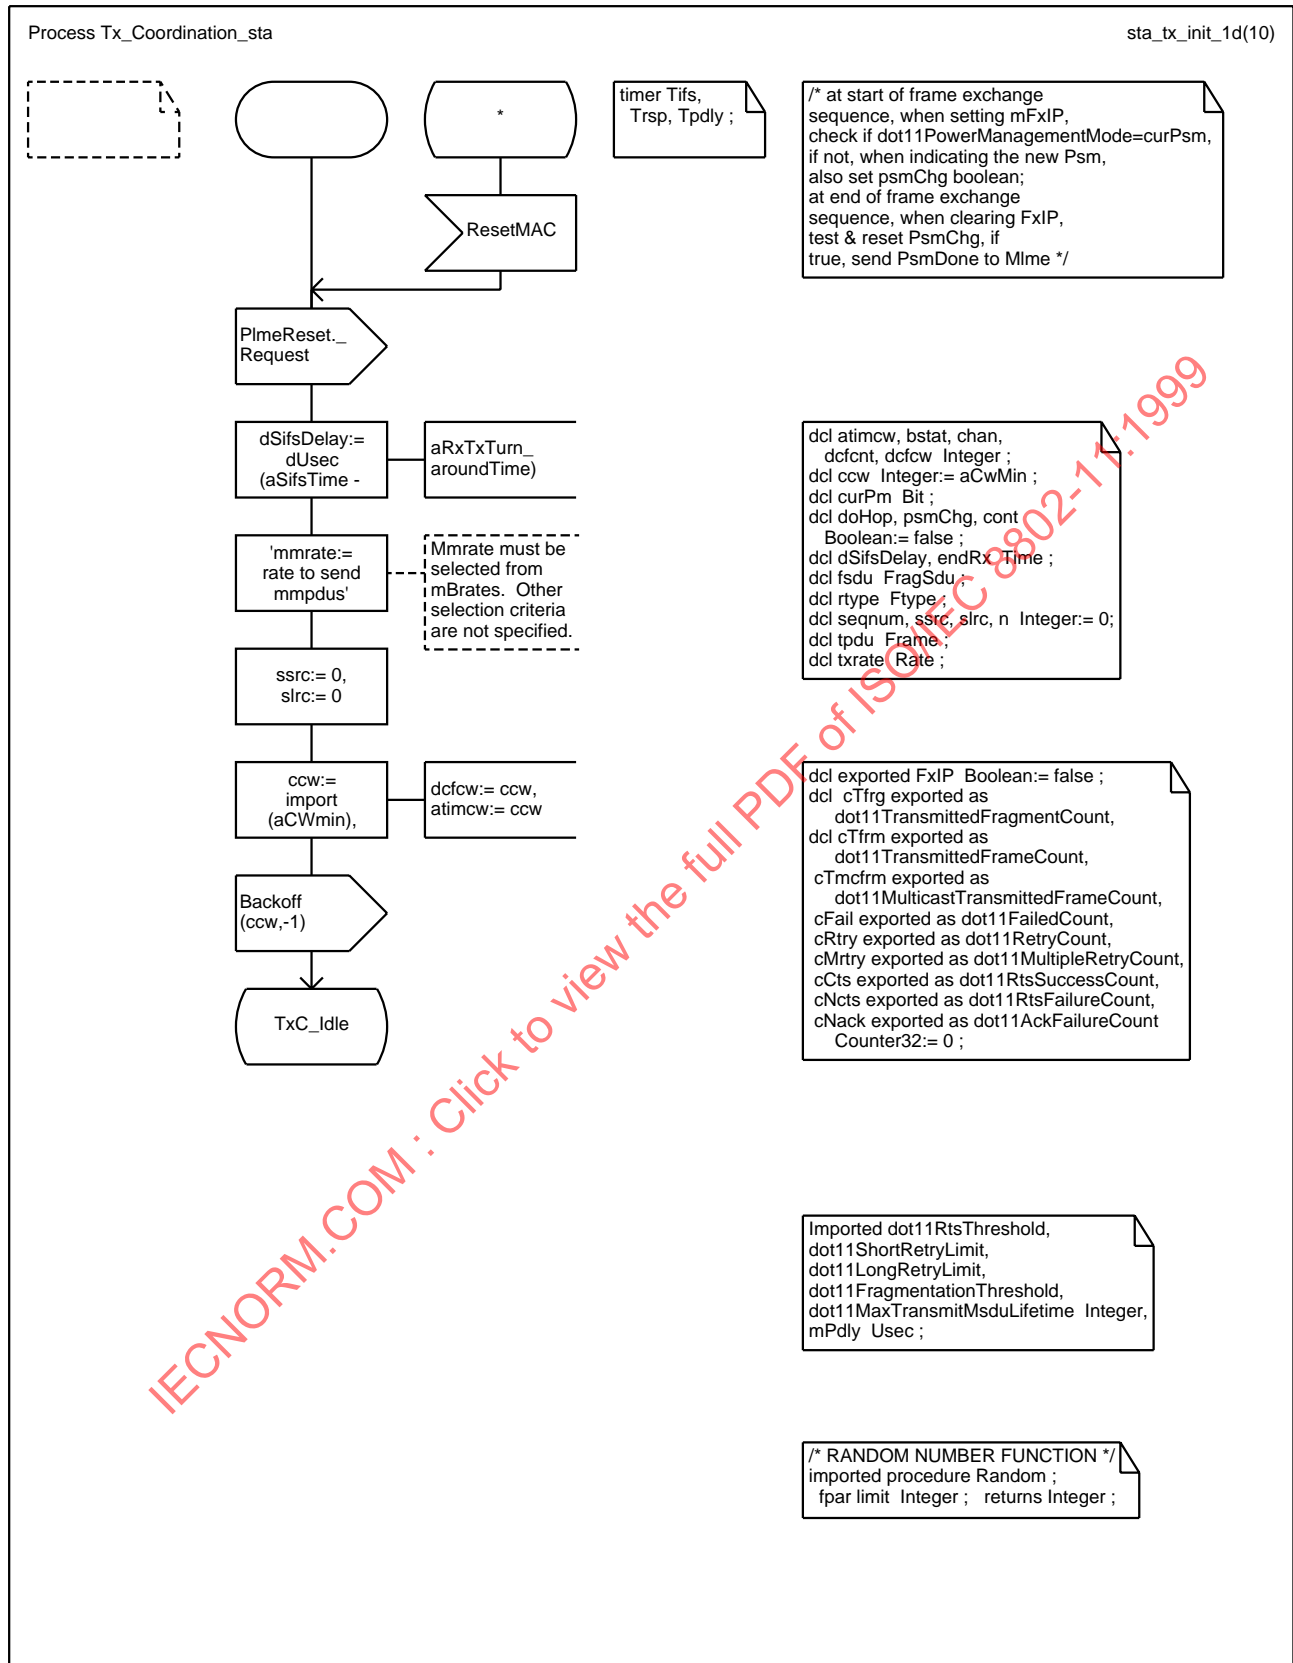 Process Tx_Coordination_sta
sta_tx_init_1d(10)
*
timer Tifs,
Trsp, Tpdly ;
/* at start of frame exchange
sequence, when setting mFxIP,
check if dot11PowerManagementMode=curPsm,
if not, when indicating the new Psm,
also set psmChg boolean;
at end of frame exchange
sequence, when clearing FxIP,
test & reset PsmChg, if
true, send PsmDone to Mlme */
ResetMAC
PlmeReset._
Request
dSifsDelay:=
dUsec
(aSifsTime -
aRxTxTurn_
aroundTime)
'mmrate:=
rate to send
mmpdus'
Mmrate must be
selected from
mBrates.  Other
selection criteria
are not specified.
ssrc:= 0,
slrc:= 0
ccw:=
import
(aCWmin),
dcfcw:= ccw,
atimcw:= ccw
Backoff
(ccw,-1)
TxC_Idle
dcl atimcw, bstat, chan,
dcfcnt, dcfcw  Integer ;
dcl ccw  Integer:= aCwMin ;
dcl curPm  Bit ;
dcl doHop, psmChg, cont
Boolean:= false ;
dcl dSifsDelay, endRx  Time ;
dcl fsdu  FragSdu ;
dcl rtype  Ftype ;
dcl seqnum, ssrc, slrc, n  Integer:= 0;
dcl tpdu  Frame ;
dcl txrate  Rate ;
dcl exported FxIP  Boolean:= false ;
dcl  cTfrg exported as
dot11TransmittedFragmentCount,
dcl cTfrm exported as
dot11TransmittedFrameCount,
cTmcfrm exported as
dot11MulticastTransmittedFrameCount,
cFail exported as dot11FailedCount,
cRtry exported as dot11RetryCount,
cMrtry exported as dot11MultipleRetryCount,
cCts exported as dot11RtsSuccessCount,
cNcts exported as dot11RtsFailureCount,
cNack exported as dot11AckFailureCount
Counter32:= 0 ;
Imported dot11RtsThreshold,
dot11ShortRetryLimit,
dot11LongRetryLimit,
dot11FragmentationThreshold,
dot11MaxTransmitMsduLifetime  Integer,
mPdly  Usec ;
/* RANDOM NUMBER FUNCTION */
imported procedure Random ;
fpar limit  Integer ;   returns Integer ;
IECNORM.COM : Click to view the full PDF of ISO/IEC 8802-11:1999